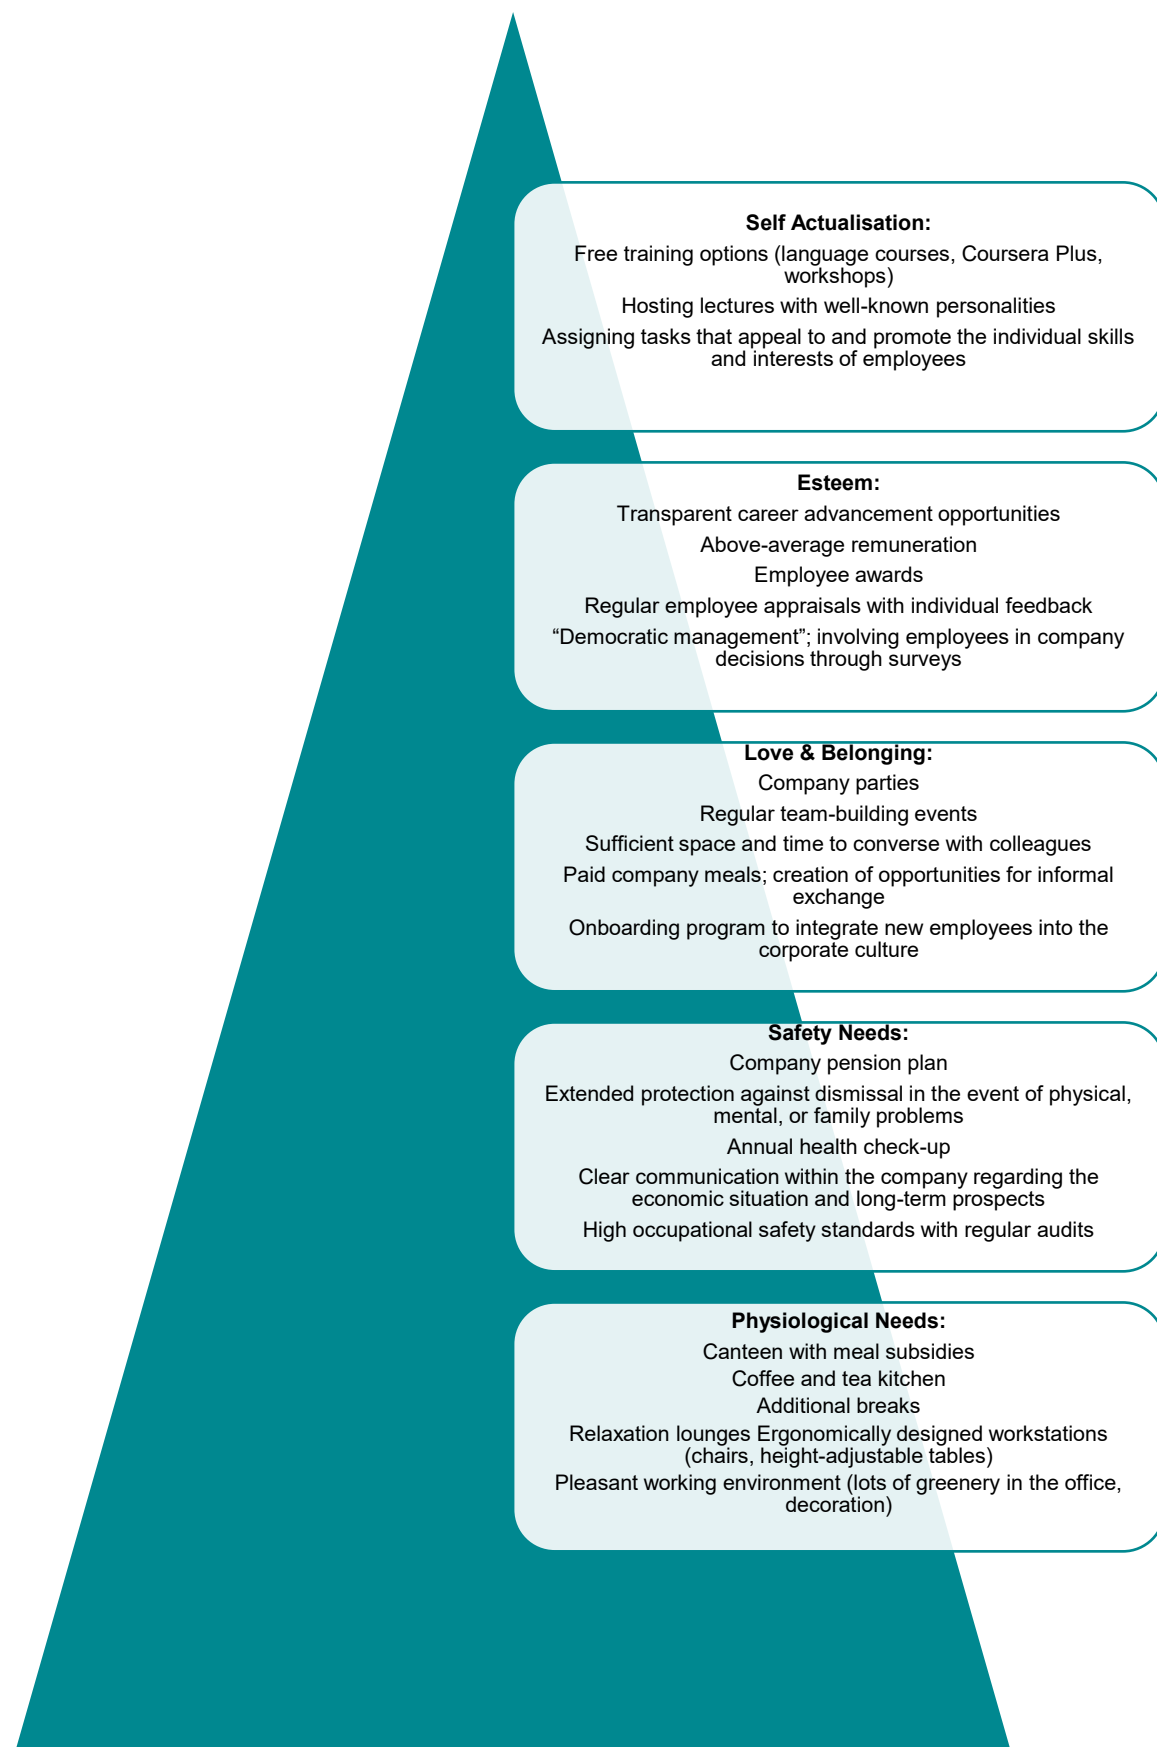 Self Actualisation:
Free training options (language courses, Coursera Plus,
workshops)
Hosting lectures with well-known personalities
Assigning tasks that appeal to and promote the individual skills
and interests of employees
Esteem:
Transparent career advancement opportunities
Above-average remuneration
Employee awards
Regular employee appraisals with individual feedback
“Democratic management”; involving employees in company
decisions through surveys
Love & Belonging:
Company parties
Regular team-building events
Sufficient space and time to converse with colleagues
Paid company meals; creation of opportunities for informal
exchange
Onboarding program to integrate new employees into the
corporate culture
Safety Needs:
Company pension plan
Extended protection against dismissal in the event of physical,
mental, or family problems
Annual health check-up
Clear communication within the company regarding the
economic situation and long-term prospects
High occupational safety standards with regular audits
Physiological Needs:
Canteen with meal subsidies
Coffee and tea kitchen
Additional breaks
Relaxation lounges Ergonomically designed workstations
(chairs, height-adjustable tables)
Pleasant working environment (lots of greenery in the office,
decoration)